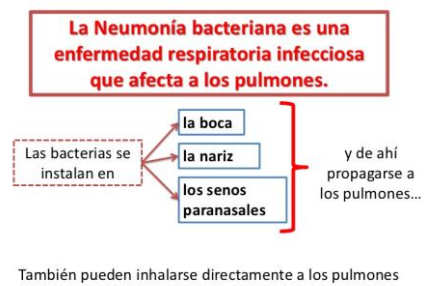 La Neumonía bacteriana es una
enfermedad respiratoria infecciosa
que afecta a los pulmones.
Las bacterias se
instalan en
la boca
la nariz
los senos
paranasales
y de ahí
propagarse a
los pulmones...
También pueden inhalarse directamente a los pulmones